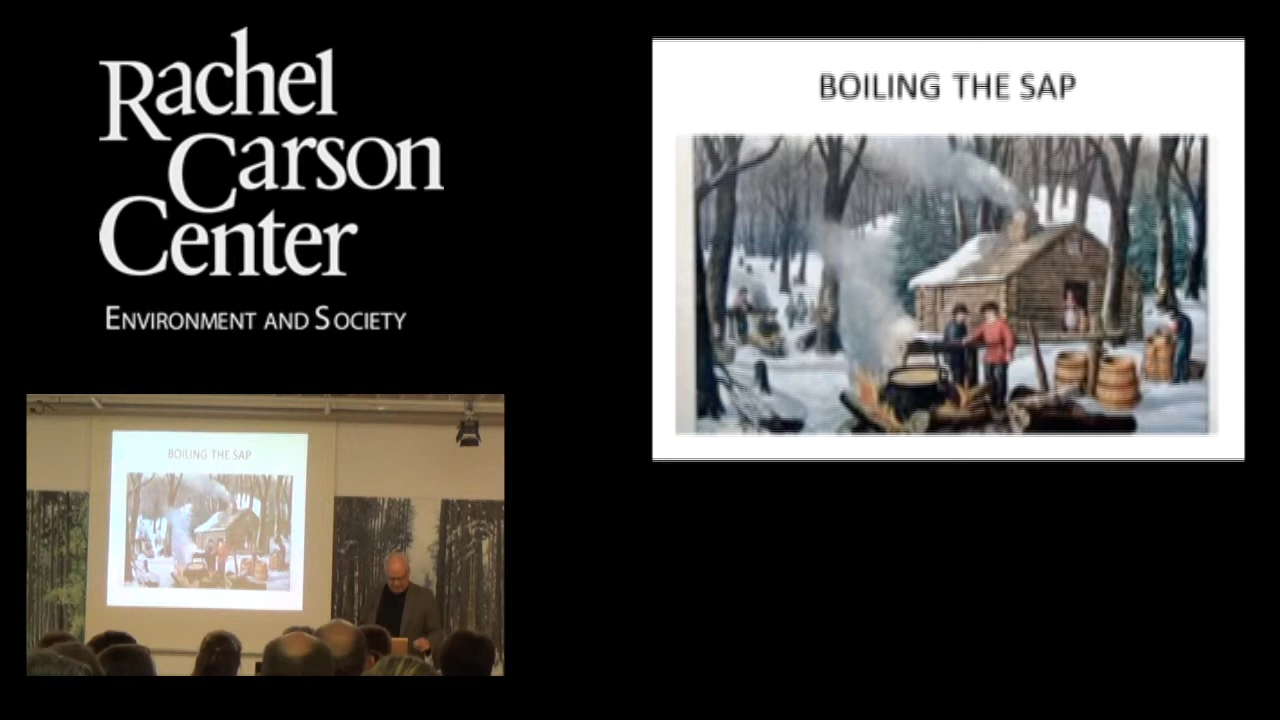 Rachel
Carson
Center
ENVIRONMENT AND SOCIETY
BOILING THE SAP
BOILING THE SAP